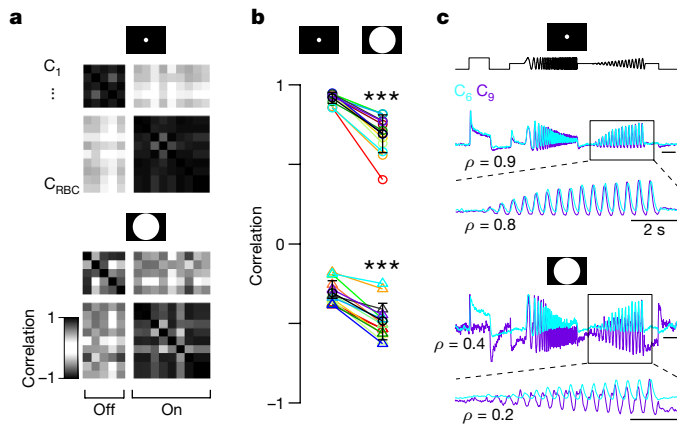 a
C1
⋮
CRBC
Correlation
1
−1
Off
On
b
***
***
1
0
−1
Correlation
c
C6 C9
ρ = 0.9
ρ = 0.8
2 s
ρ = 0.4
ρ = 0.2